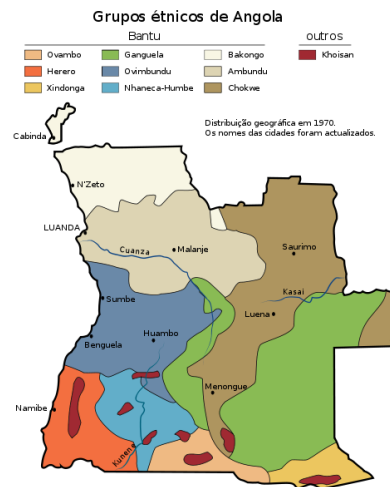 Grupos étnicos de Angola
Bantu
outros
Ovambo
Ganguela
Bakongo
Khoisan
Herero
Ovimbundu
Ambundu
Xindonga
Nhaneca-Humbe
Chokwe
Distribuição geográfica em 1970.
Os nomes das cidades foram actualizados.
Cabinda
N'Zeto
LUANDA
Cuanza
Malanje
Saurimo
Kasai
Sumbe
Luena
Huambo
Benguela
Menongue
Namibe
Kunene